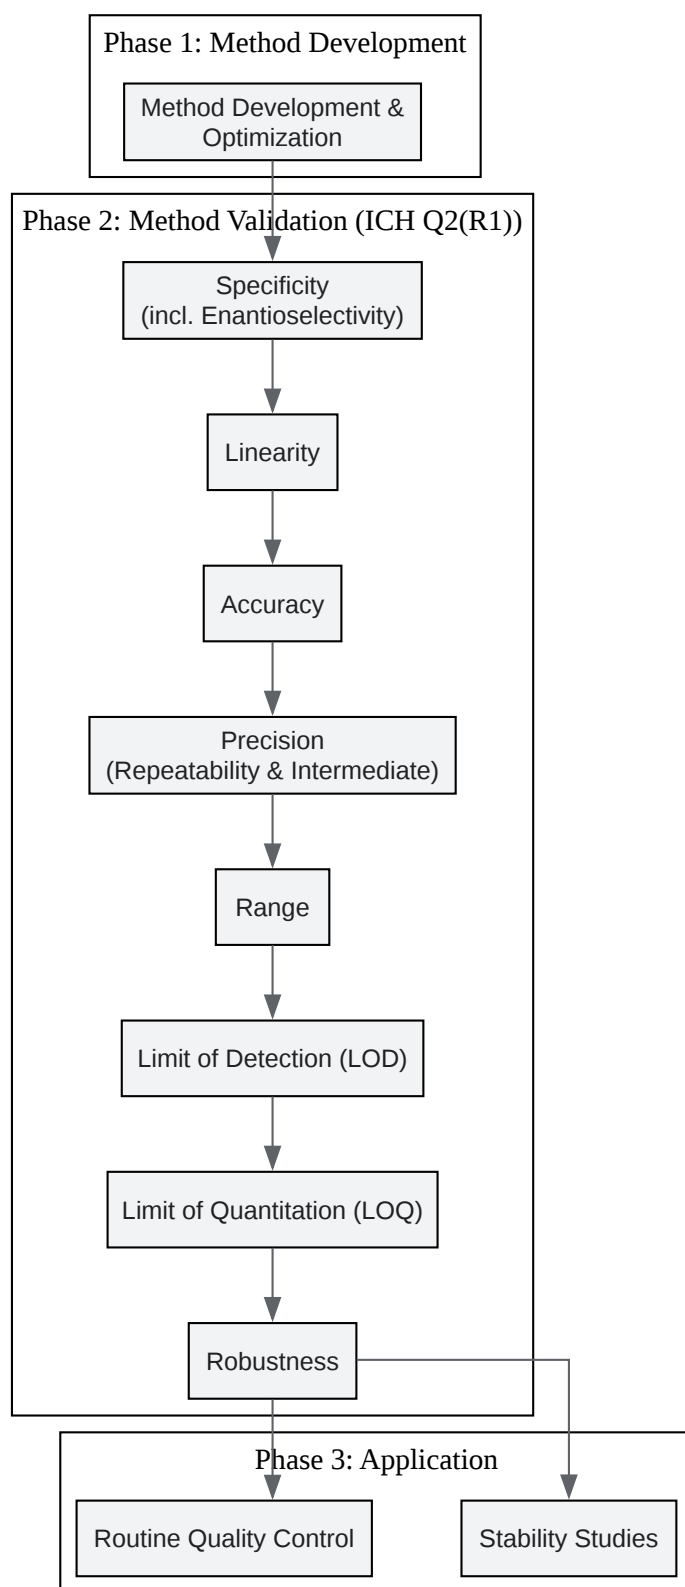 Phase 1: Method Development
Method Development &
Optimization
Phase 2: Method Validation (ICH Q2(R1))
Specificity
(incl. Enantioselectivity)
Linearity
Accuracy
Precision
(Repeatability & Intermediate)
Range
Limit of Detection (LOD)
Limit of Quantitation (LOQ)
Robustness
Phase 3: Application
Routine Quality Control
Stability Studies